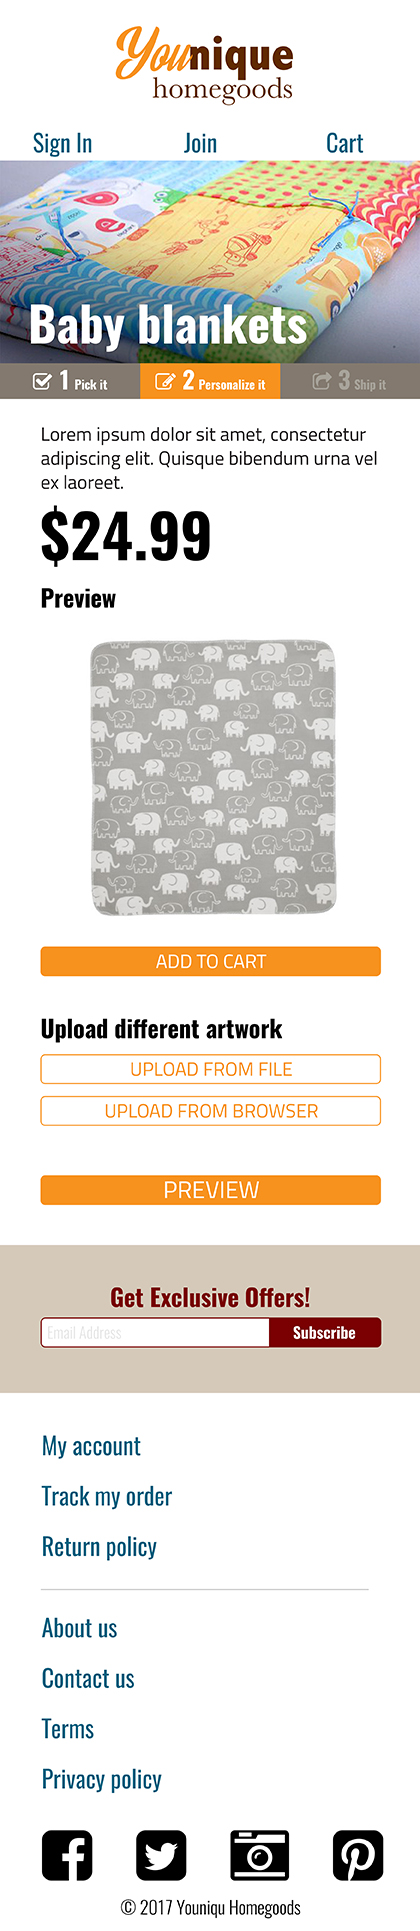 Younique
homegoods
Sign In Join Cart
Baby blankets
1 Pick it 2 Personalize it 3 Ship it
Lorem ipsum dolor sit amet, consectetur
adipiscing elit. Quisque bibendum urna vel
ex laoreet.
$24.99
Preview
ADD TO CART
Upload different artwork
UPLOAD FROM FILE
UPLOAD FROM BROWSER
PREVIEW
Get Exclusive Offers!
Email Address Subscribe
My account
Track my order
Return policy
About us
Contact us
Terms
Privacy policy
© 2017 Youniqu Homegoods